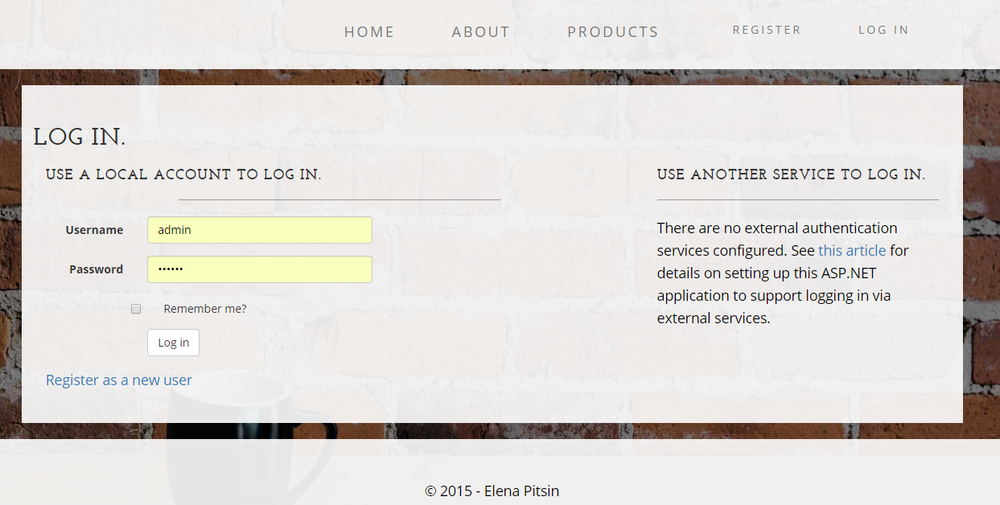 HOME ABOUT PRODUCTS REGISTER LOG IN
LOG IN.
USE A LOCAL ACCOUNT TO LOG IN.
Username admin
Password ••••••
Remember me?
Log in
Register as a new user
USE ANOTHER SERVICE TO LOG IN.
There are no external authentication
services configured. See this article for
details on setting up this ASP.NET
application to support logging in via
external services.
© 2015 - Elena Pitsin